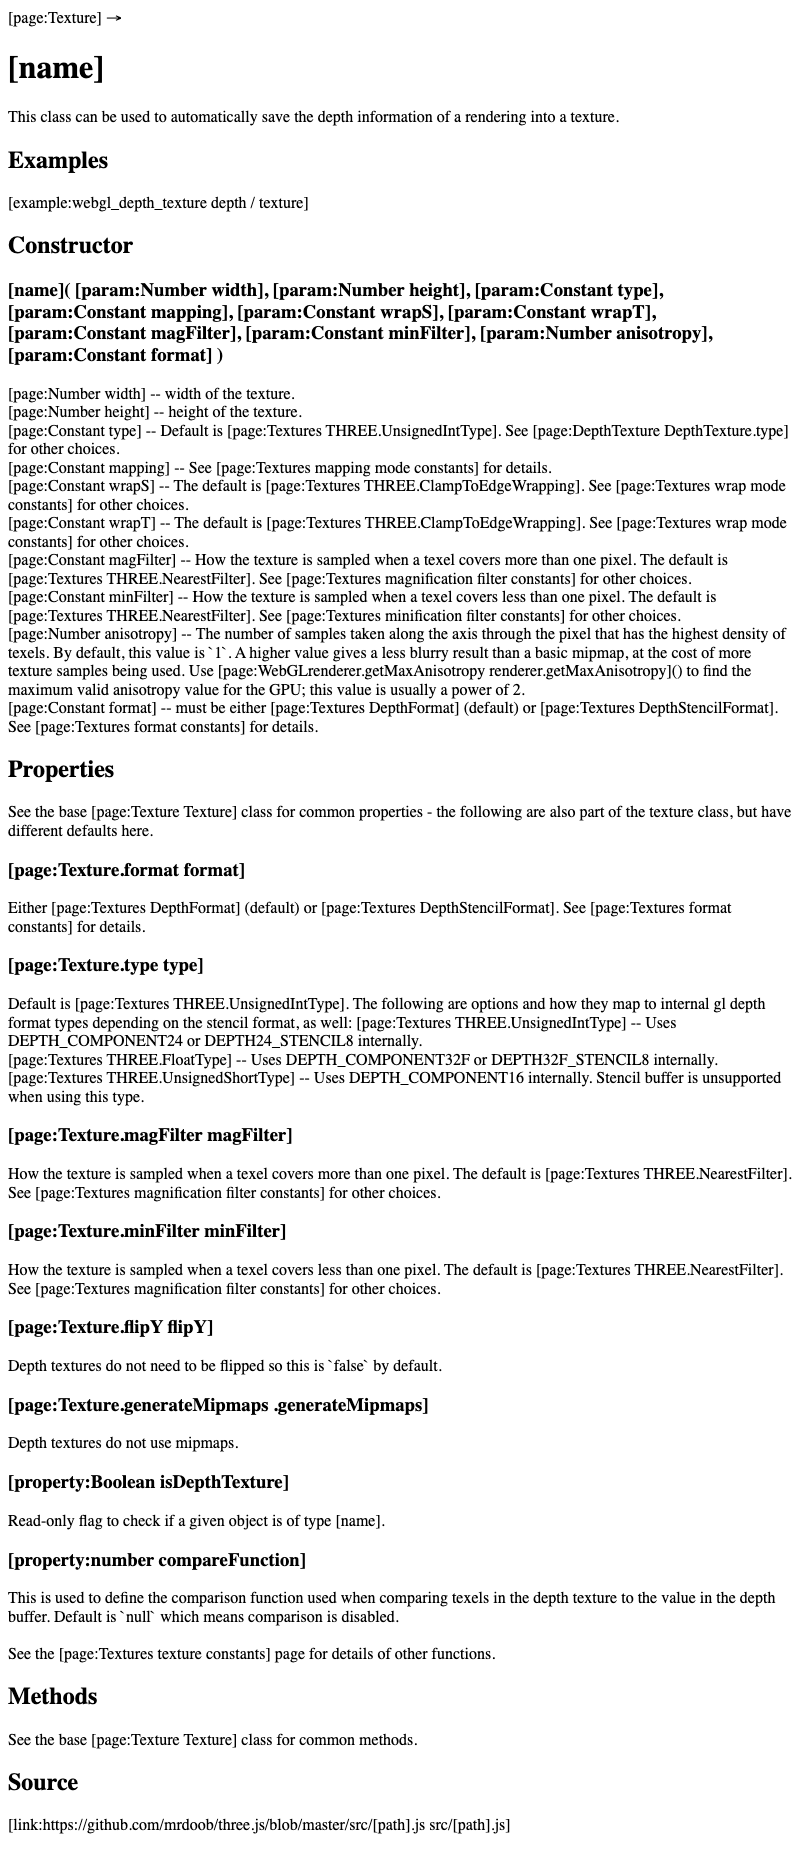 [page:Texture] →
[name]
This class can be used to automatically save the depth information of a rendering into a texture.
Examples
[example:webgl_depth_texture depth / texture]
Constructor
[name]( [param:Number width], [param:Number height], [param:Constant type],
[param:Constant mapping], [param:Constant wrapS], [param:Constant wrapT],
[param:Constant magFilter], [param:Constant minFilter], [param:Number anisotropy],
[param:Constant format] )
[page:Number width] -- width of the texture.
[page:Number height] -- height of the texture.
[page:Constant type] -- Default is [page:Textures THREE.UnsignedIntType]. See [page:DepthTexture DepthTexture.type]
for other choices.
[page:Constant mapping] -- See [page:Textures mapping mode constants] for details.
[page:Constant wrapS] -- The default is [page:Textures THREE.ClampToEdgeWrapping]. See [page:Textures wrap mode
constants] for other choices.
[page:Constant wrapT] -- The default is [page:Textures THREE.ClampToEdgeWrapping]. See [page:Textures wrap mode
constants] for other choices.
[page:Constant magFilter] -- How the texture is sampled when a texel covers more than one pixel. The default is
[page:Textures THREE.NearestFilter]. See [page:Textures magnification filter constants] for other choices.
[page:Constant minFilter] -- How the texture is sampled when a texel covers less than one pixel. The default is
[page:Textures THREE.NearestFilter]. See [page:Textures minification filter constants] for other choices.
[page:Number anisotropy] -- The number of samples taken along the axis through the pixel that has the highest density of
texels. By default, this value is `1`. A higher value gives a less blurry result than a basic mipmap, at the cost of more
texture samples being used. Use [page:WebGLrenderer.getMaxAnisotropy renderer.getMaxAnisotropy]() to find the
maximum valid anisotropy value for the GPU; this value is usually a power of 2.
[page:Constant format] -- must be either [page:Textures DepthFormat] (default) or [page:Textures DepthStencilFormat].
See [page:Textures format constants] for details.
Properties
See the base [page:Texture Texture] class for common properties - the following are also part of the texture class, but have
different defaults here.
[page:Texture.format format]
Either [page:Textures DepthFormat] (default) or [page:Textures DepthStencilFormat]. See [page:Textures format
constants] for details.
[page:Texture.type type]
Default is [page:Textures THREE.UnsignedIntType]. The following are options and how they map to internal gl depth
format types depending on the stencil format, as well: [page:Textures THREE.UnsignedIntType] -- Uses
DEPTH_COMPONENT24 or DEPTH24_STENCIL8 internally.
[page:Textures THREE.FloatType] -- Uses DEPTH_COMPONENT32F or DEPTH32F_STENCIL8 internally.
[page:Textures THREE.UnsignedShortType] -- Uses DEPTH_COMPONENT16 internally. Stencil buffer is unsupported
when using this type.
[page:Texture.magFilter magFilter]
How the texture is sampled when a texel covers more than one pixel. The default is [page:Textures THREE.NearestFilter].
See [page:Textures magnification filter constants] for other choices.
[page:Texture.minFilter minFilter]
How the texture is sampled when a texel covers less than one pixel. The default is [page:Textures THREE.NearestFilter].
See [page:Textures magnification filter constants] for other choices.
[page:Texture.flipY flipY]
Depth textures do not need to be flipped so this is `false` by default.
[page:Texture.generateMipmaps .generateMipmaps]
Depth textures do not use mipmaps.
[property:Boolean isDepthTexture]
Read-only flag to check if a given object is of type [name].
[property:number compareFunction]
This is used to define the comparison function used when comparing texels in the depth texture to the value in the depth
buffer. Default is `null` which means comparison is disabled.
See the [page:Textures texture constants] page for details of other functions.
Methods
See the base [page:Texture Texture] class for common methods.
Source
[link:https://github.com/mrdoob/three.js/blob/master/src/[path].js src/[path].js]